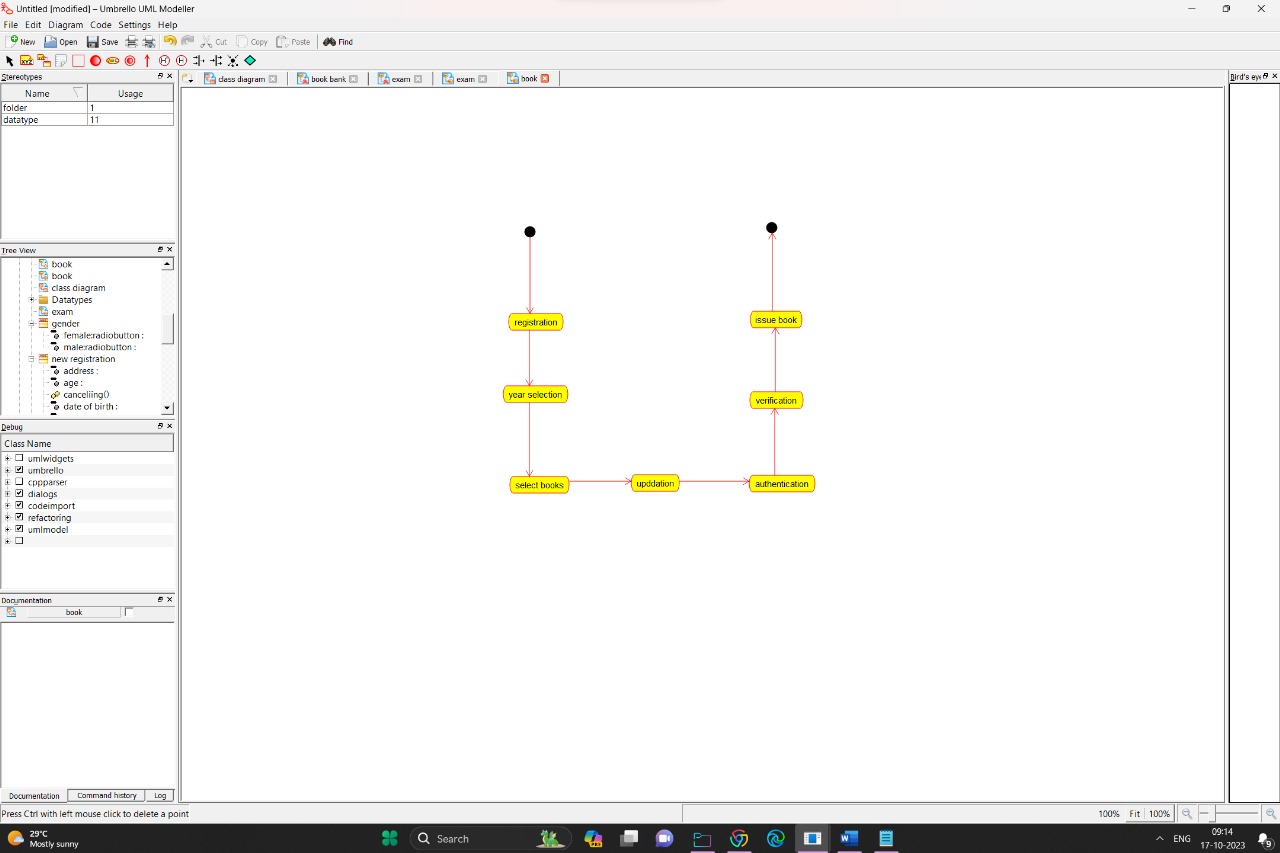 Untitled [modified] – Umbrello UML Modeller
File Edit Diagram Code Settings Help
New Open Save Cut Copy Paste Find
Stereotypes
class diagram book bank exam exam book
Bird's eye
Name Usage
folder 1
datatype 11
Tree View
book
book
class diagram
Datatypes
exam
gender
female:radiobutton :
male:radiobutton :
new registration
address :
age :
cancelling()
date of birth :
registration
year selection
select books
upddation
authentication
verification
issue book
Debug
Class Name
umlwidgets
umbrello
cppparser
dialogs
codeimport
refactoring
umlmodel
Documentation
book
Documentation Command history Log
Press Ctrl with left mouse click to delete a point
100% Fit 100%
29°C
Mostly sunny
Search
ENG
09:14
17-10-2023
9